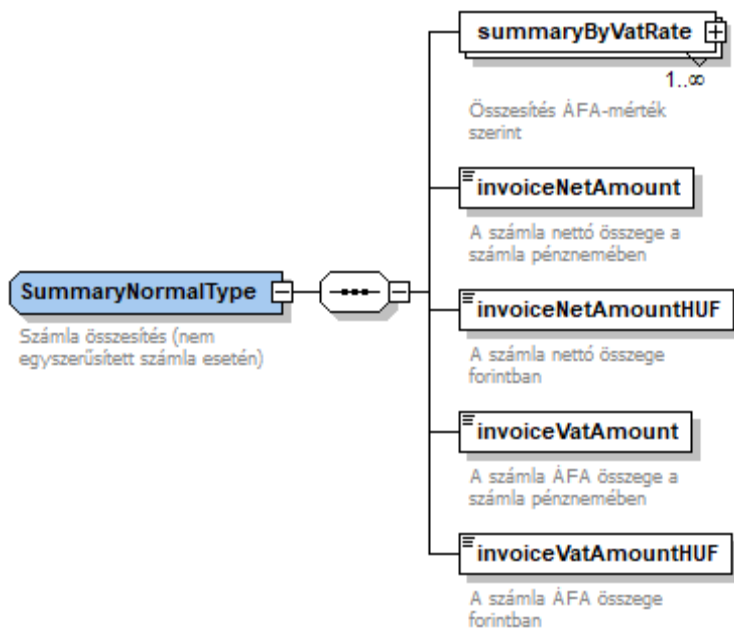 summaryByVatRate
1..∞
Összesítés ÁFA-mérték
szerint
invoiceNetAmount
A számla nettó összege a
számla pénznemében
SummaryNormalType
Számla összesítés (nem
egyszerűsített számla esetén)
invoiceNetAmountHUF
A számla nettó összege
forintban
invoiceVatAmount
A számla ÁFA összege a
számla pénznemében
invoiceVatAmountHUF
A számla ÁFA összege
forintban